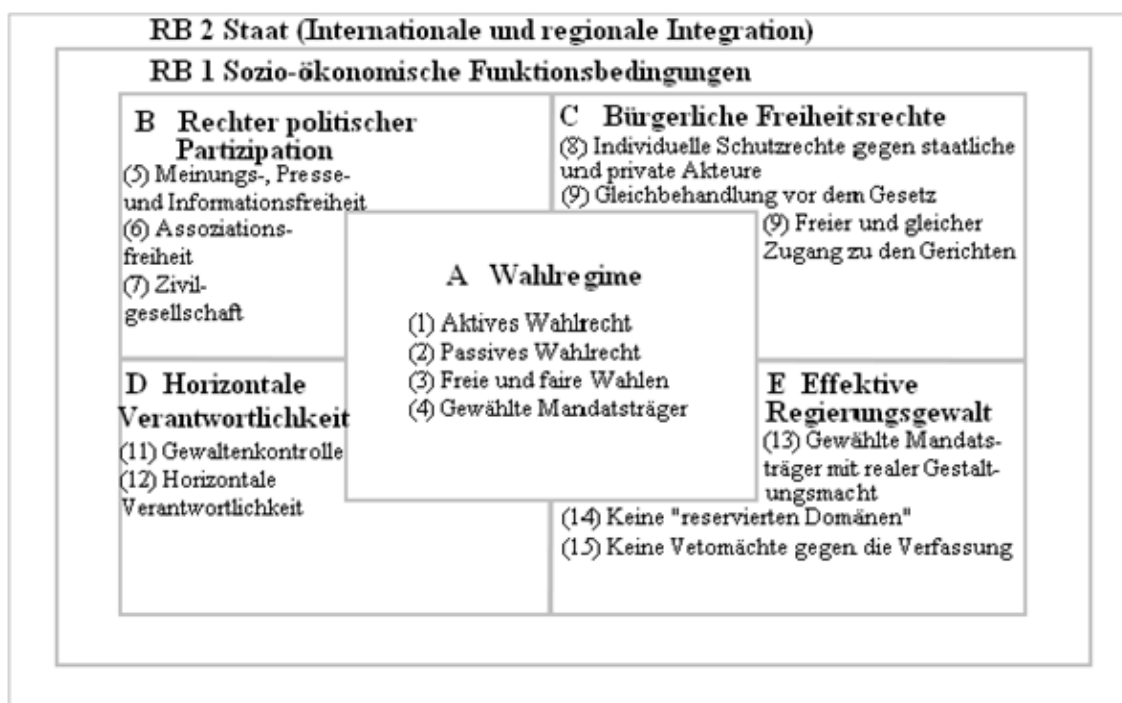 RB 2 Staat (Internationale und regionale Integration)
RB 1 Sozio-ökonomische Funktionsbedingungen
B Rechter politischer
Partizipation
(5) Meinungs-, Presse-
und Informationsfreiheit
(6) Assoziations-
freiheit
(7) Zivil-
gesellschaft
C Bürgerliche Freiheitsrechte
(8) Individuelle Schutzrechte gegen staatliche
und private Akteure
(9) Gleichbehandlung vor dem Gesetz
(9) Freier und gleicher
Zugang zu den Gerichten
A Wahlregime
(1) Aktives Wahlrecht
(2) Passives Wahlrecht
(3) Freie und faire Wahlen
(4) Gewählte Mandatsträger
D Horizontale
Verantwortlichkeit
(11) Gewaltenkontrolle
(12) Horizontale
Verantwortlichkeit
E Effektive
Regierungsgewalt
(13) Gewählte Mandats-
träger mit realer Gestalt-
ungsmacht
(14) Keine "reservierten Domänen"
(15) Keine Vetomächte gegen die Verfassung